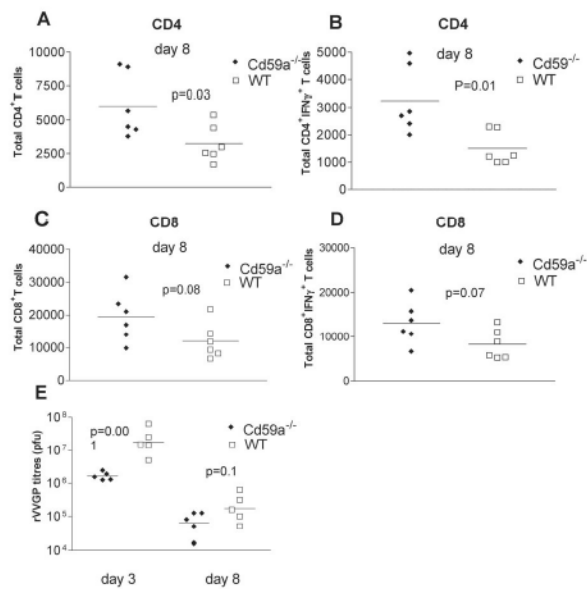 A
CD4
day 8
Total CD4+T cells
10000
7500
5000
2500
0
p=0.03
Cd59a-/-
WT
B
CD4
day 8
Total CD4+IFNγ+ T cells
5000
4000
3000
2000
1000
0
P=0.01
Cd59-/-
WT
C
CD8
day 8
Total CD8+T cells
40000
30000
20000
10000
0
p=0.08
Cd59a-/-
WT
D
CD8
day 8
Total CD8+IFNγ+ T cells
30000
20000
10000
0
p=0.07
Cd59a-/-
WT
E
rVVGP titres (pfu)
10^8
10^7
10^6
10^5
10^4
p=0.00
1
p=0.1
Cd59a-/-
WT
day 3
day 8